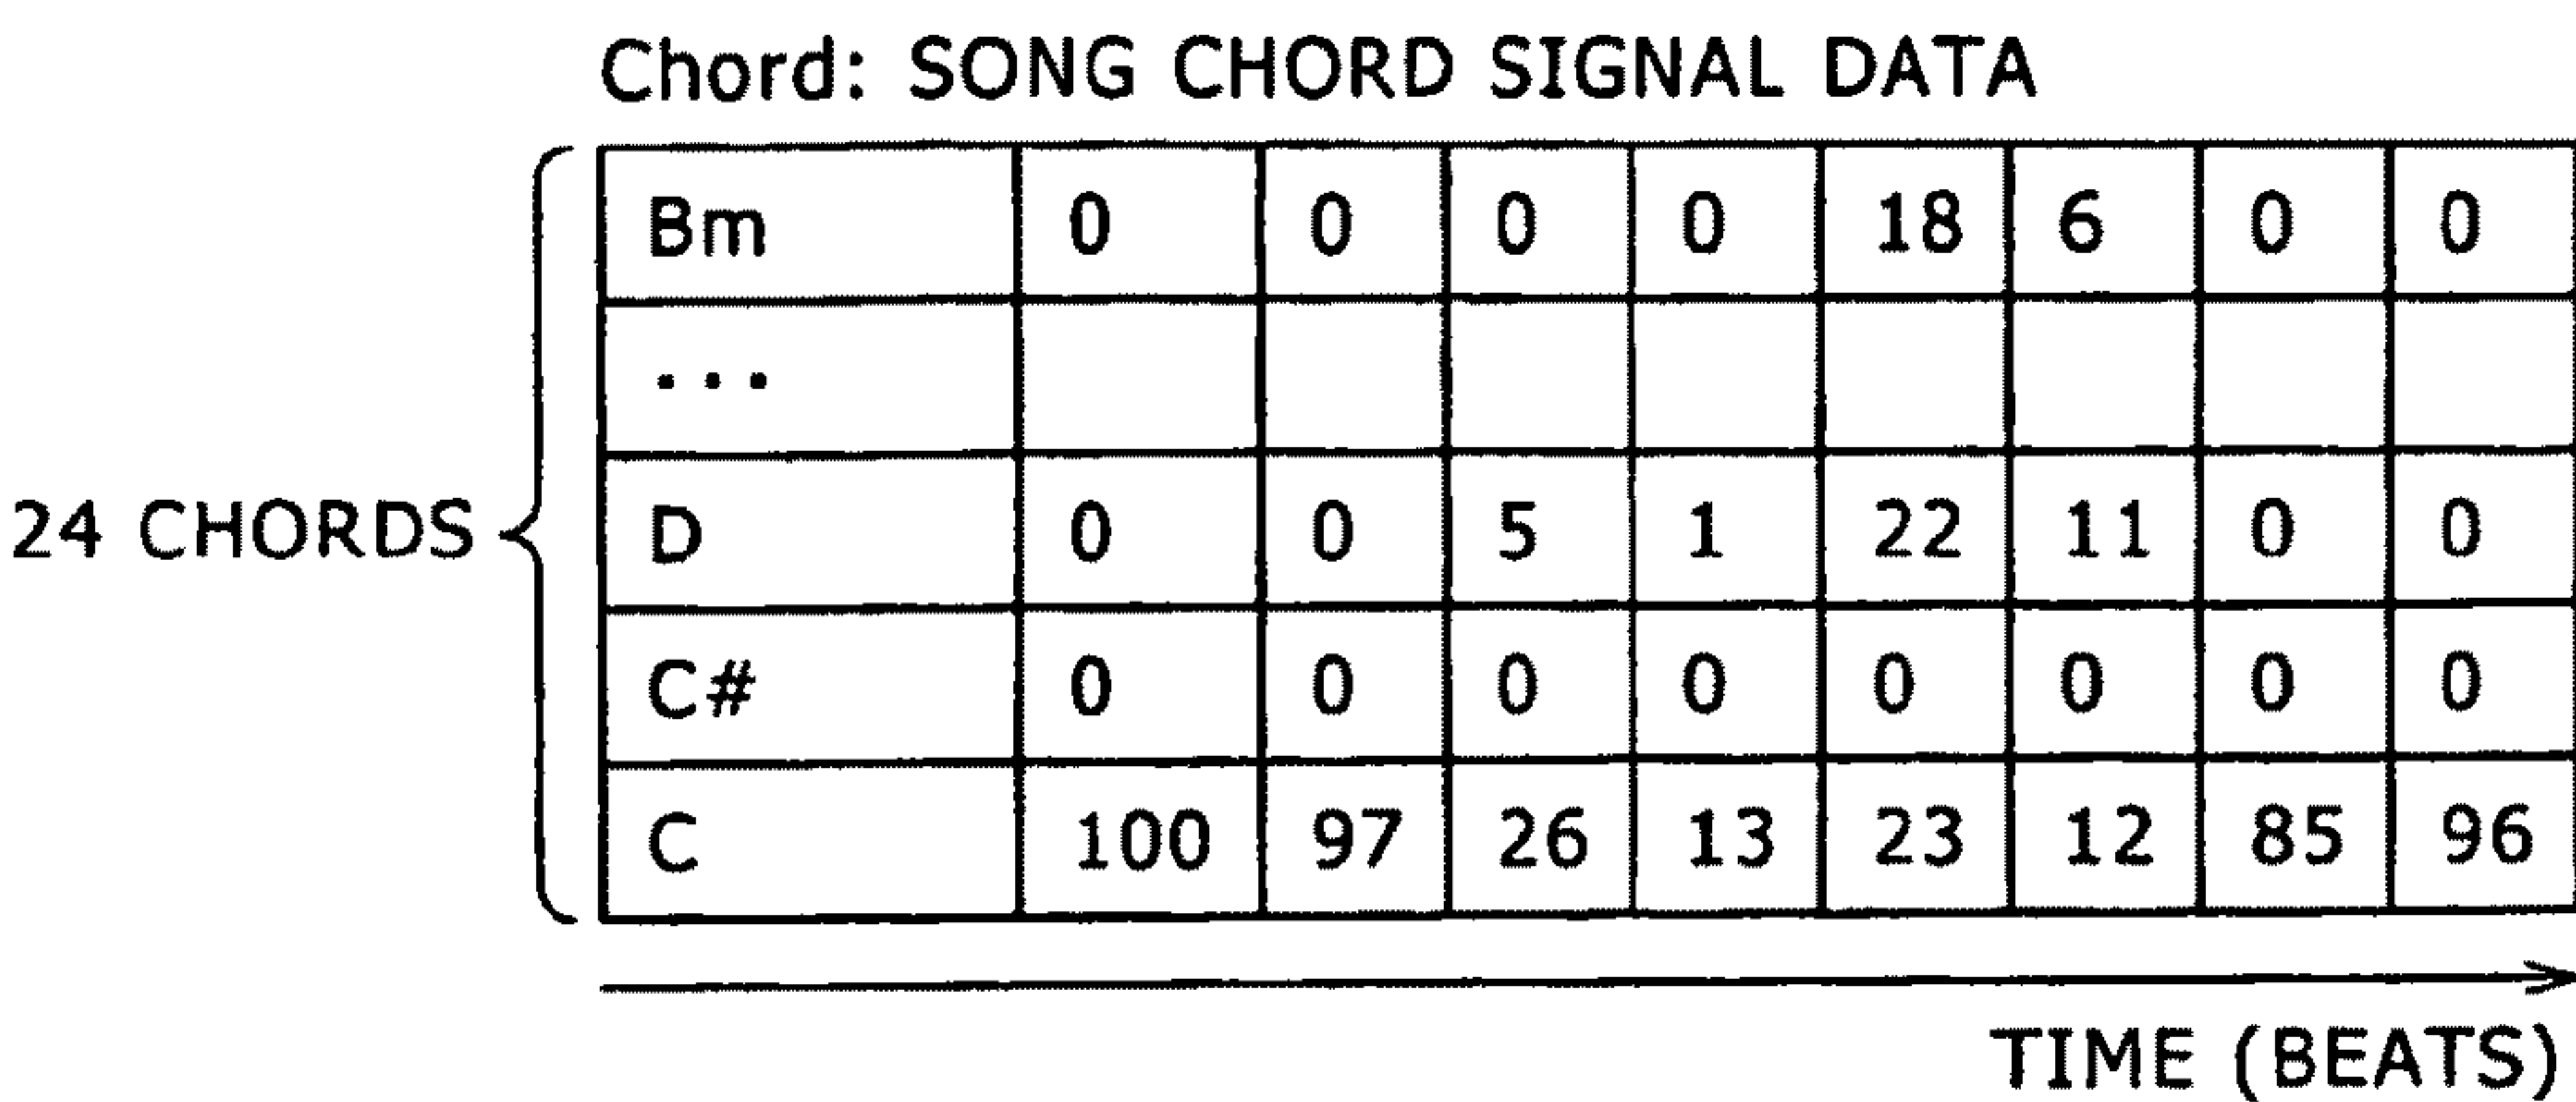 Chord: SONG CHORD SIGNAL DATA
Bm 0 0 0 0 18 6 0 0
...
24 CHORDS
D 0 0 5 1 22 11 0 0
C# 0 0 0 0 0 0 0 0
C 100 97 26 13 23 12 85 96
TIME (BEATS)